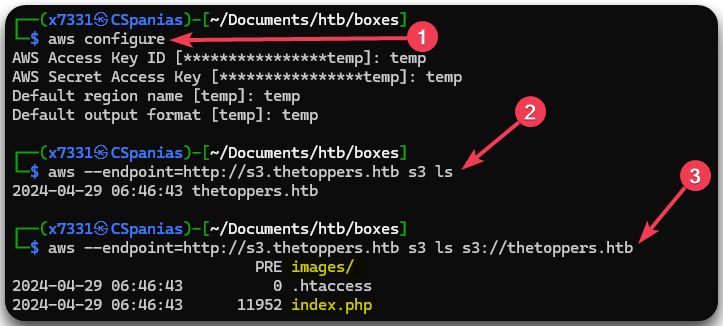 ┌──(x7331㉿CSpanias)-[~/Documents/htb/boxes]
└─$ aws configure
1
AWS Access Key ID [****************temp]: temp
AWS Secret Access Key [****************temp]: temp
Default region name [temp]: temp
Default output format [temp]: temp
2
┌──(x7331㉿CSpanias)-[~/Documents/htb/boxes]
└─$ aws --endpoint=http://s3.thetoppers.htb s3 ls
2024-04-29 06:46:43 thetoppers.htb
3
┌──(x7331㉿CSpanias)-[~/Documents/htb/boxes]
└─$ aws --endpoint=http://s3.thetoppers.htb s3 ls s3://thetoppers.htb
                           PRE images/
2024-04-29 06:46:43          0 .htaccess
2024-04-29 06:46:43      11952 index.php